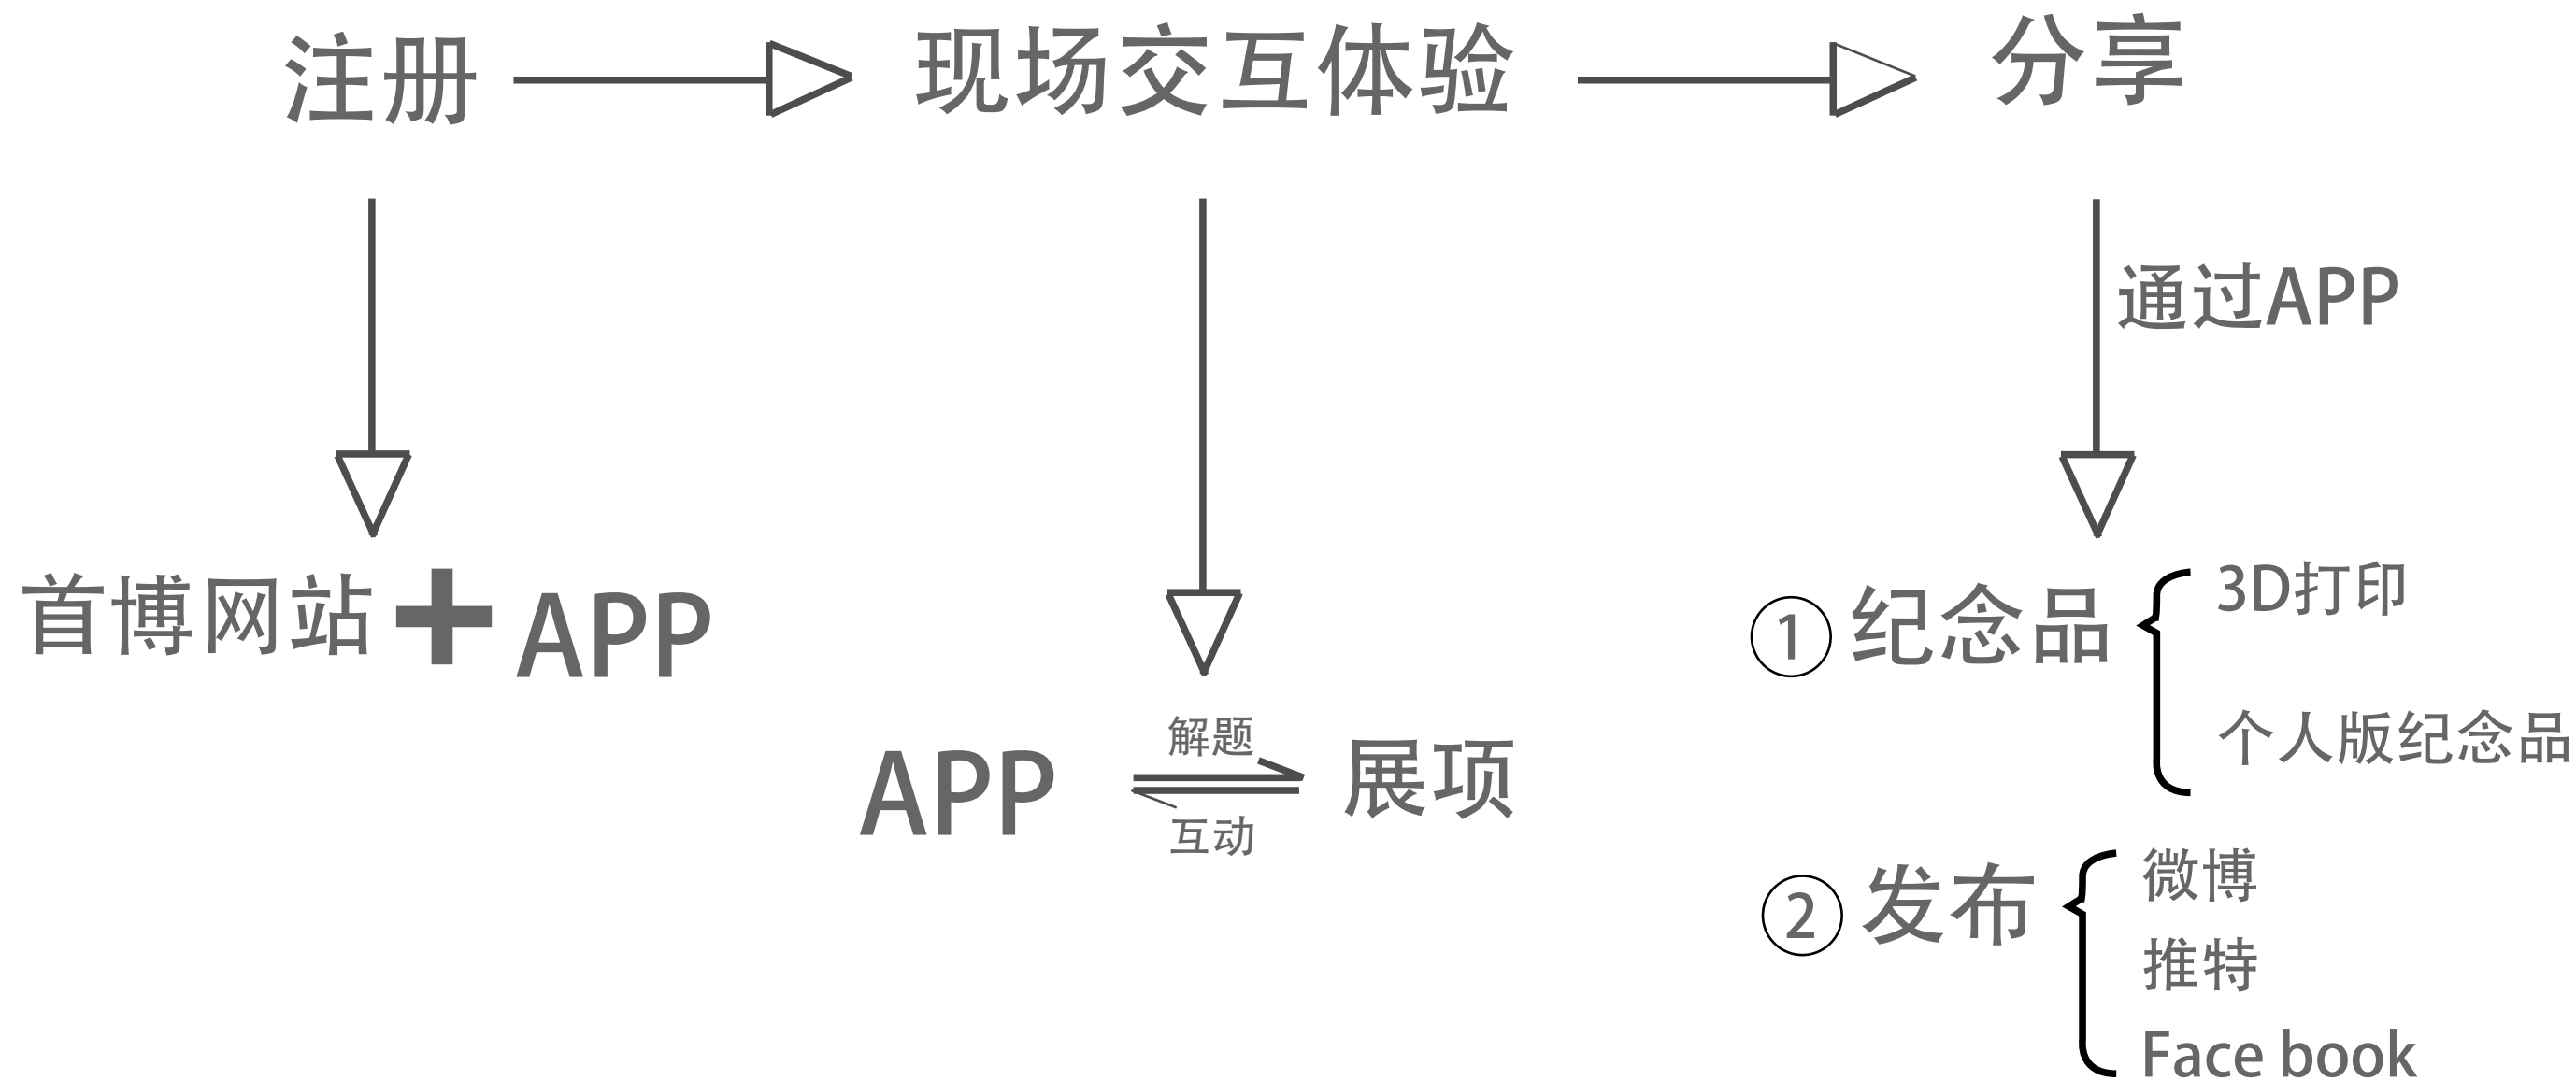 注册
现场交互体验
分享
通过APP
首博网站+APP
APP
解题
互动
展项
①纪念品
3D打印
个人版纪念品
②发布
微博
推特
Face book